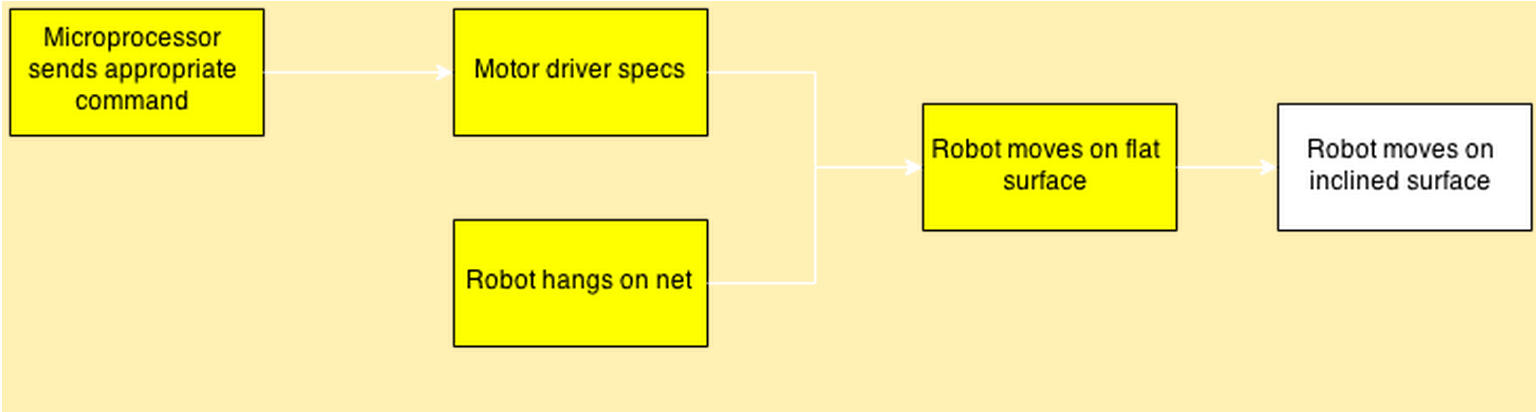 Microprocessor
sends appropriate
command
Motor driver specs
Robot hangs on net
Robot moves on flat
surface
Robot moves on
inclined surface